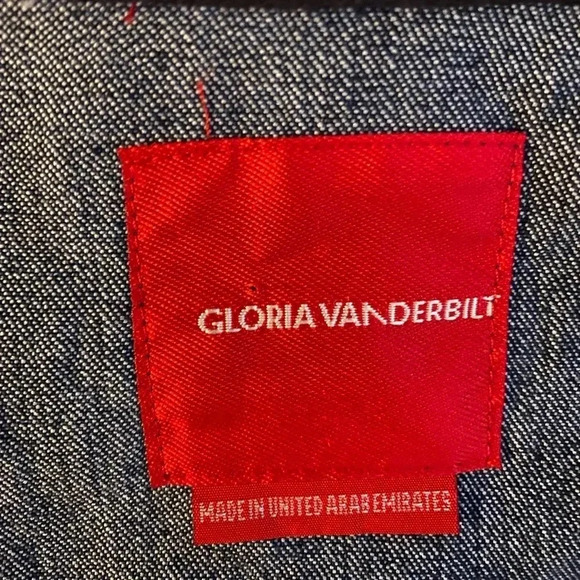 GLORIA VANDERBILT
MADE IN UNITED ARAB EMIRATES